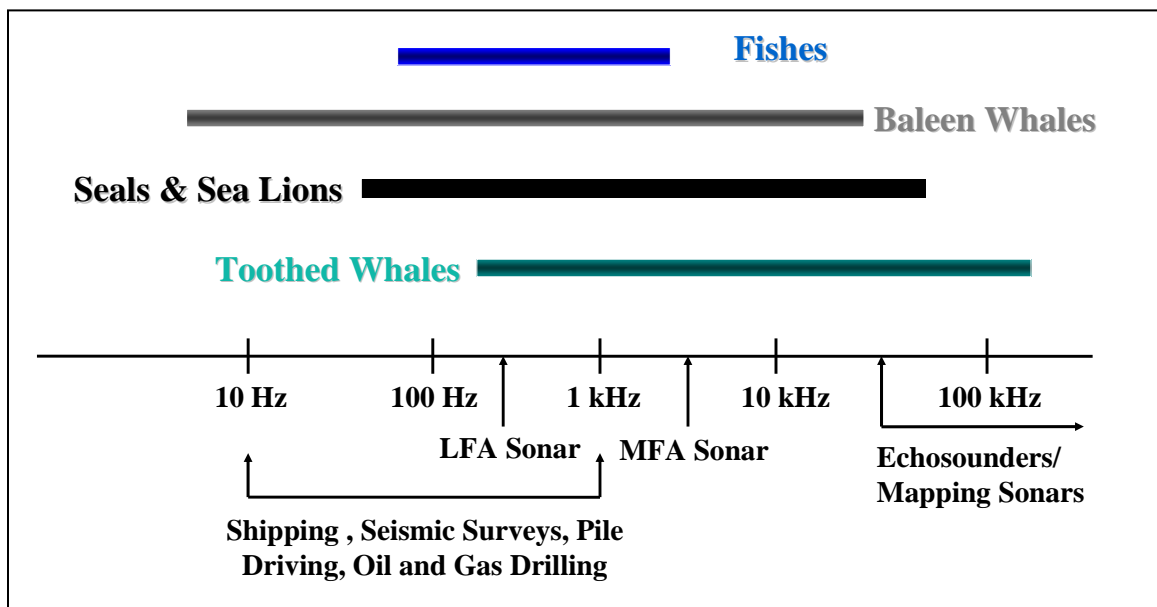 Fishes
Baleen Whales
Seals & Sea Lions
Toothed Whales
10 Hz
100 Hz
1 kHz
10 kHz
100 kHz
LFA Sonar
MFA Sonar
Echosounders/
Mapping Sonars
Shipping , Seismic Surveys, Pile
Driving, Oil and Gas Drilling